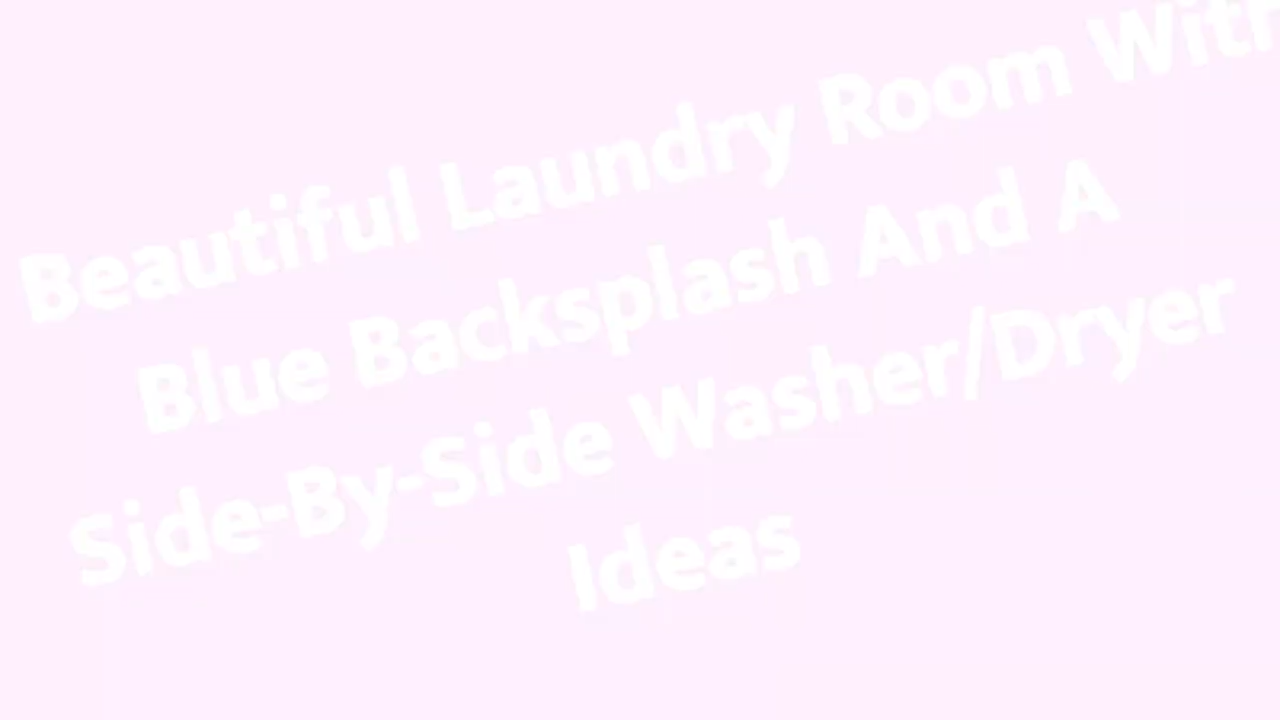 Beautiful Laundry Room With
Blue Backsplash And A
Side-By-Side Washer/Dryer
Ideas